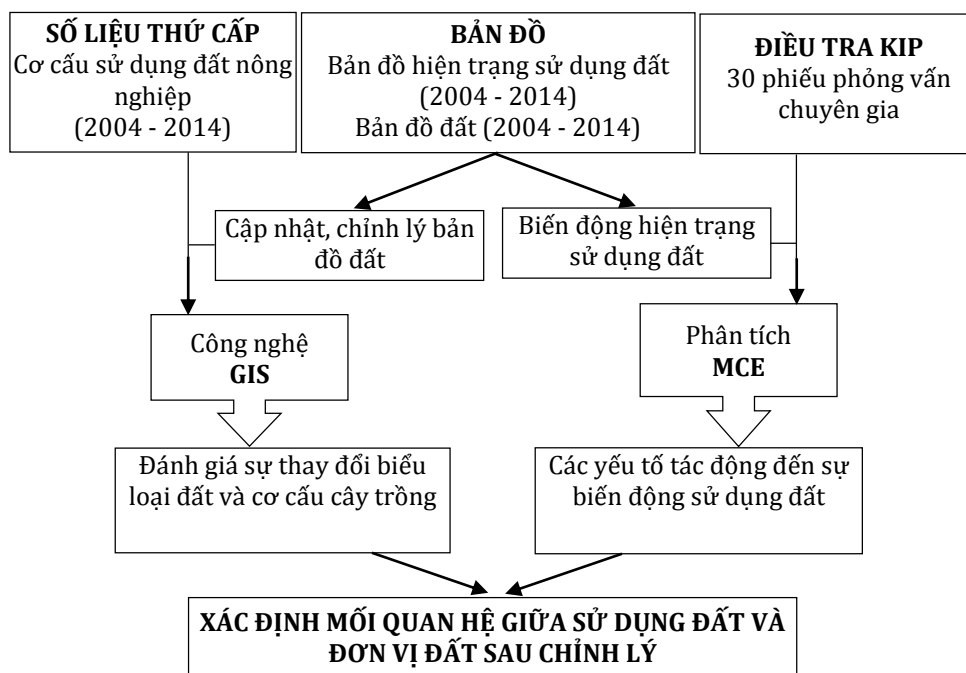 SỐ LIỆU THỨ CẤP
Cơ cấu sử dụng đất nông
nghiệp
(2004 - 2014)
BẢN ĐỒ
Bản đồ hiện trạng sử dụng đất
(2004 - 2014)
Bản đồ đất (2004 - 2014)
ĐIỀU TRA KIP
30 phiếu phỏng vấn
chuyên gia
Cập nhật, chỉnh lý bản
đồ đất
Biến động hiện trạng
sử dụng đất
Công nghệ
GIS
Phân tích
MCE
Đánh giá sự thay đổi biểu
loại đất và cơ cấu cây trồng
Các yếu tố tác động đến sự
biến động sử dụng đất
XÁC ĐỊNH MỐI QUAN HỆ GIỮA SỬ DỤNG ĐẤT VÀ
ĐƠN VỊ ĐẤT SAU CHỈNH LÝ